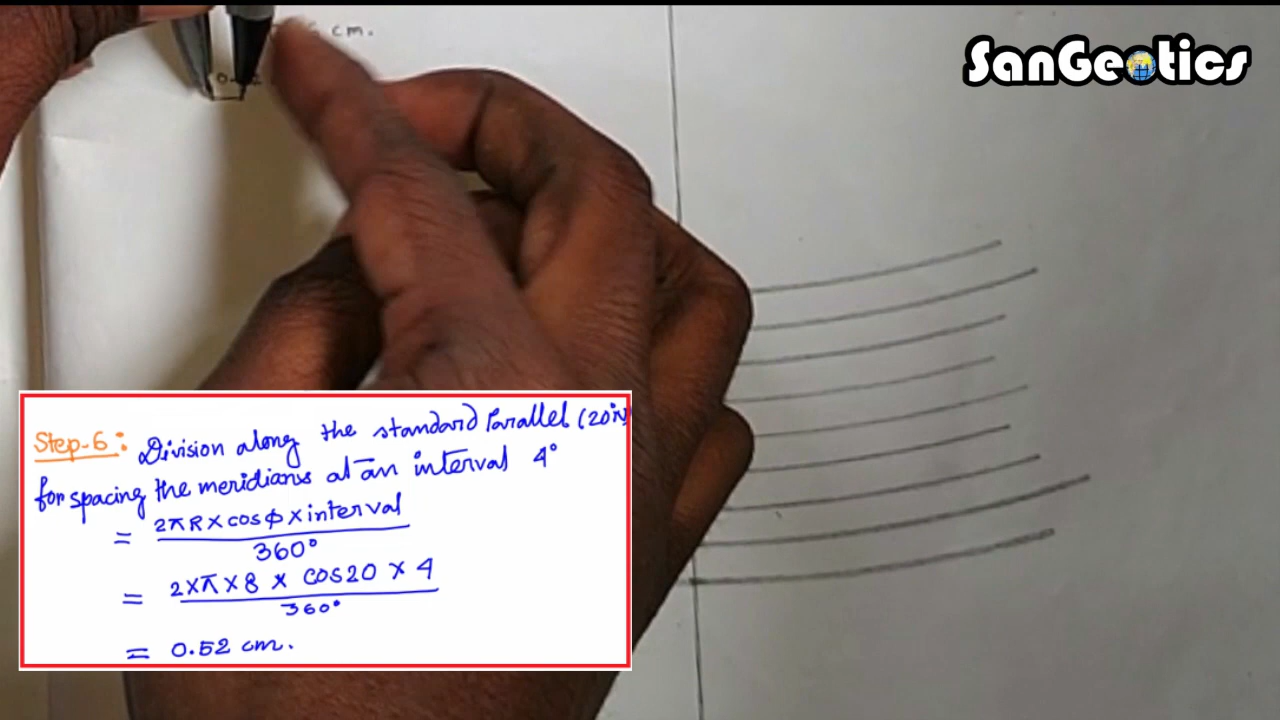 cm.
SanGeotics
Step-6: Division along the standard Parallel (20°N)
for spacing the meridians at an interval 4°
= 2πR×cosϕ×interval
360°
= 2×π×8 × cos20 × 4
360°
= 0.52 cm.